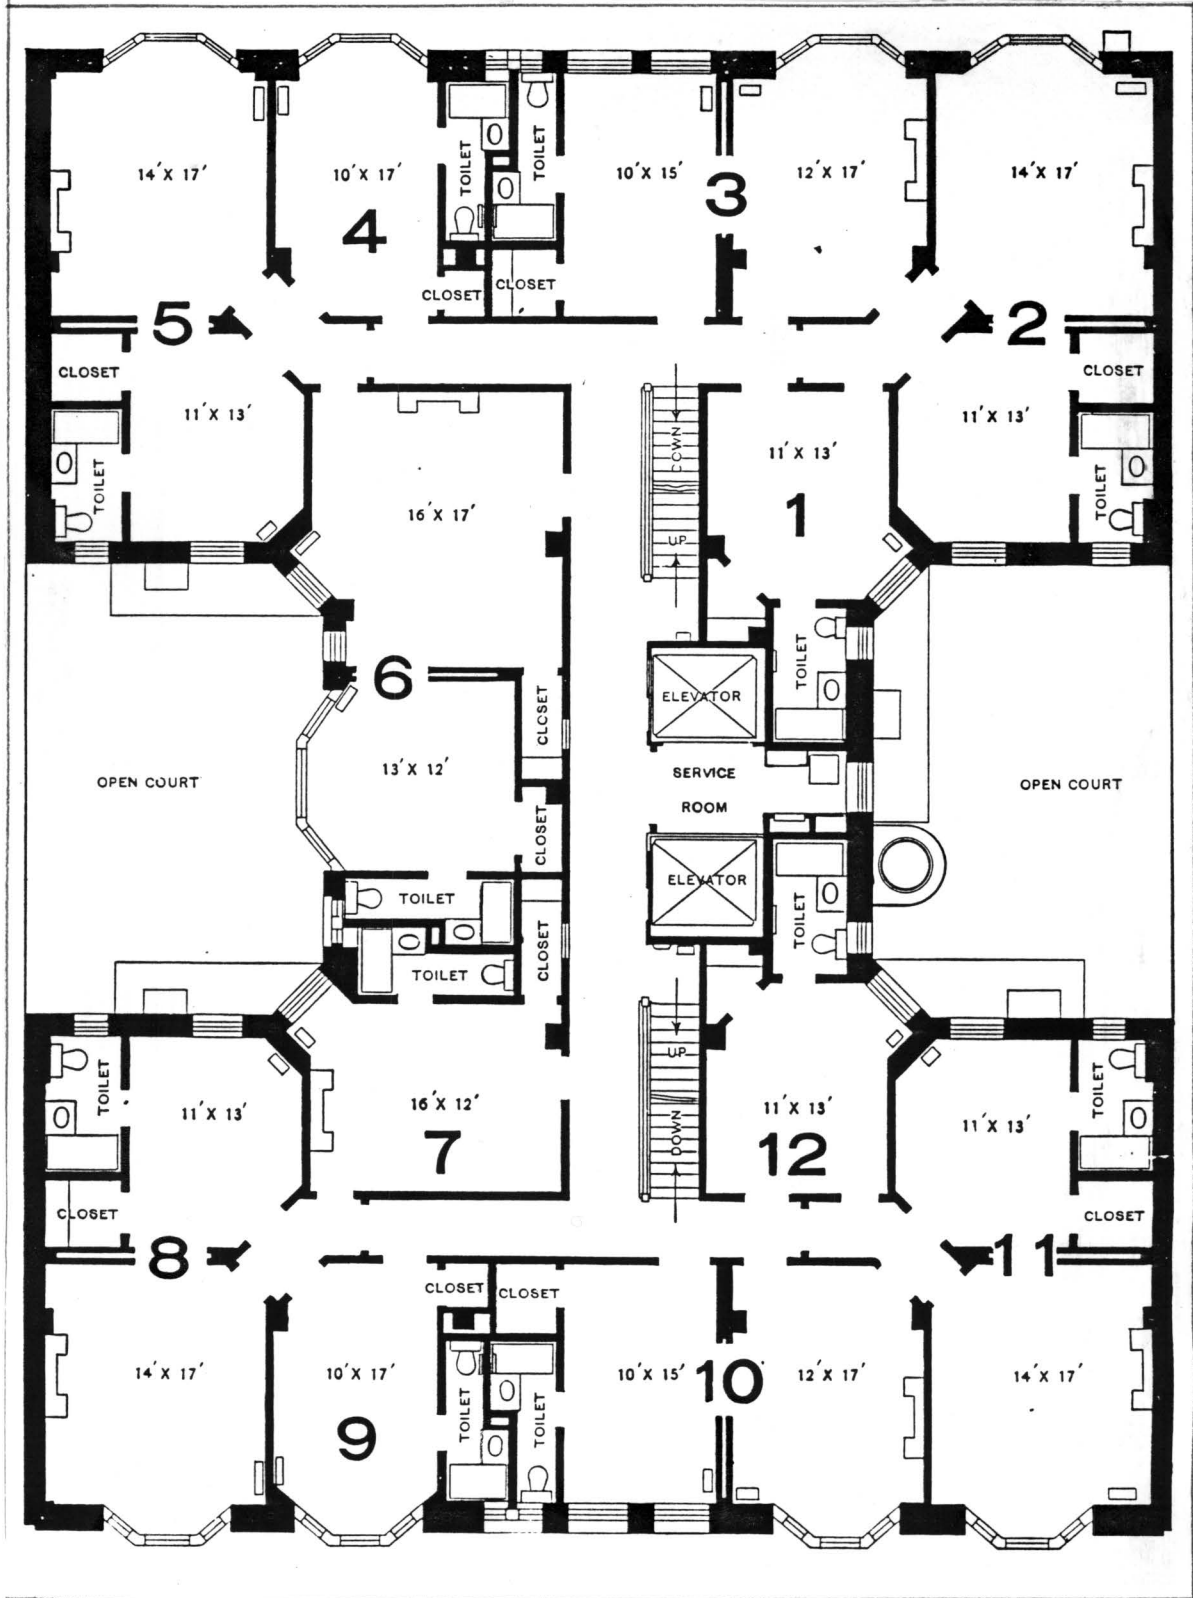 14' X 17'
10' X 17'
TOILET
TOILET
10' X 15'
12' X 17'
14' X 17'
3
4
CLOSET
CLOSET
5
2
CLOSET
CLOSET
11' X 13'
11' X 13'
DOWN
11' X 13'
TOILET
TOILET
16' X 17'
1
UP
TOILET
6
CLOSET
ELEVATOR
13' X 12'
SERVICE
ROOM
OPEN COURT
OPEN COURT
CLOSET
ELEVATOR
TOILET
TOILET
CLOSET
TOILET
UP
TOILET
TOILET
16' X 12'
11' X 13'
11' X 13'
11' X 13'
DOWN
7
12
CLOSET
CLOSET
8
11
CLOSET
CLOSET
14' X 17'
10' X 17'
10' X 15'
10
12' X 17'
14' X 17'
TOILET
TOILET
9